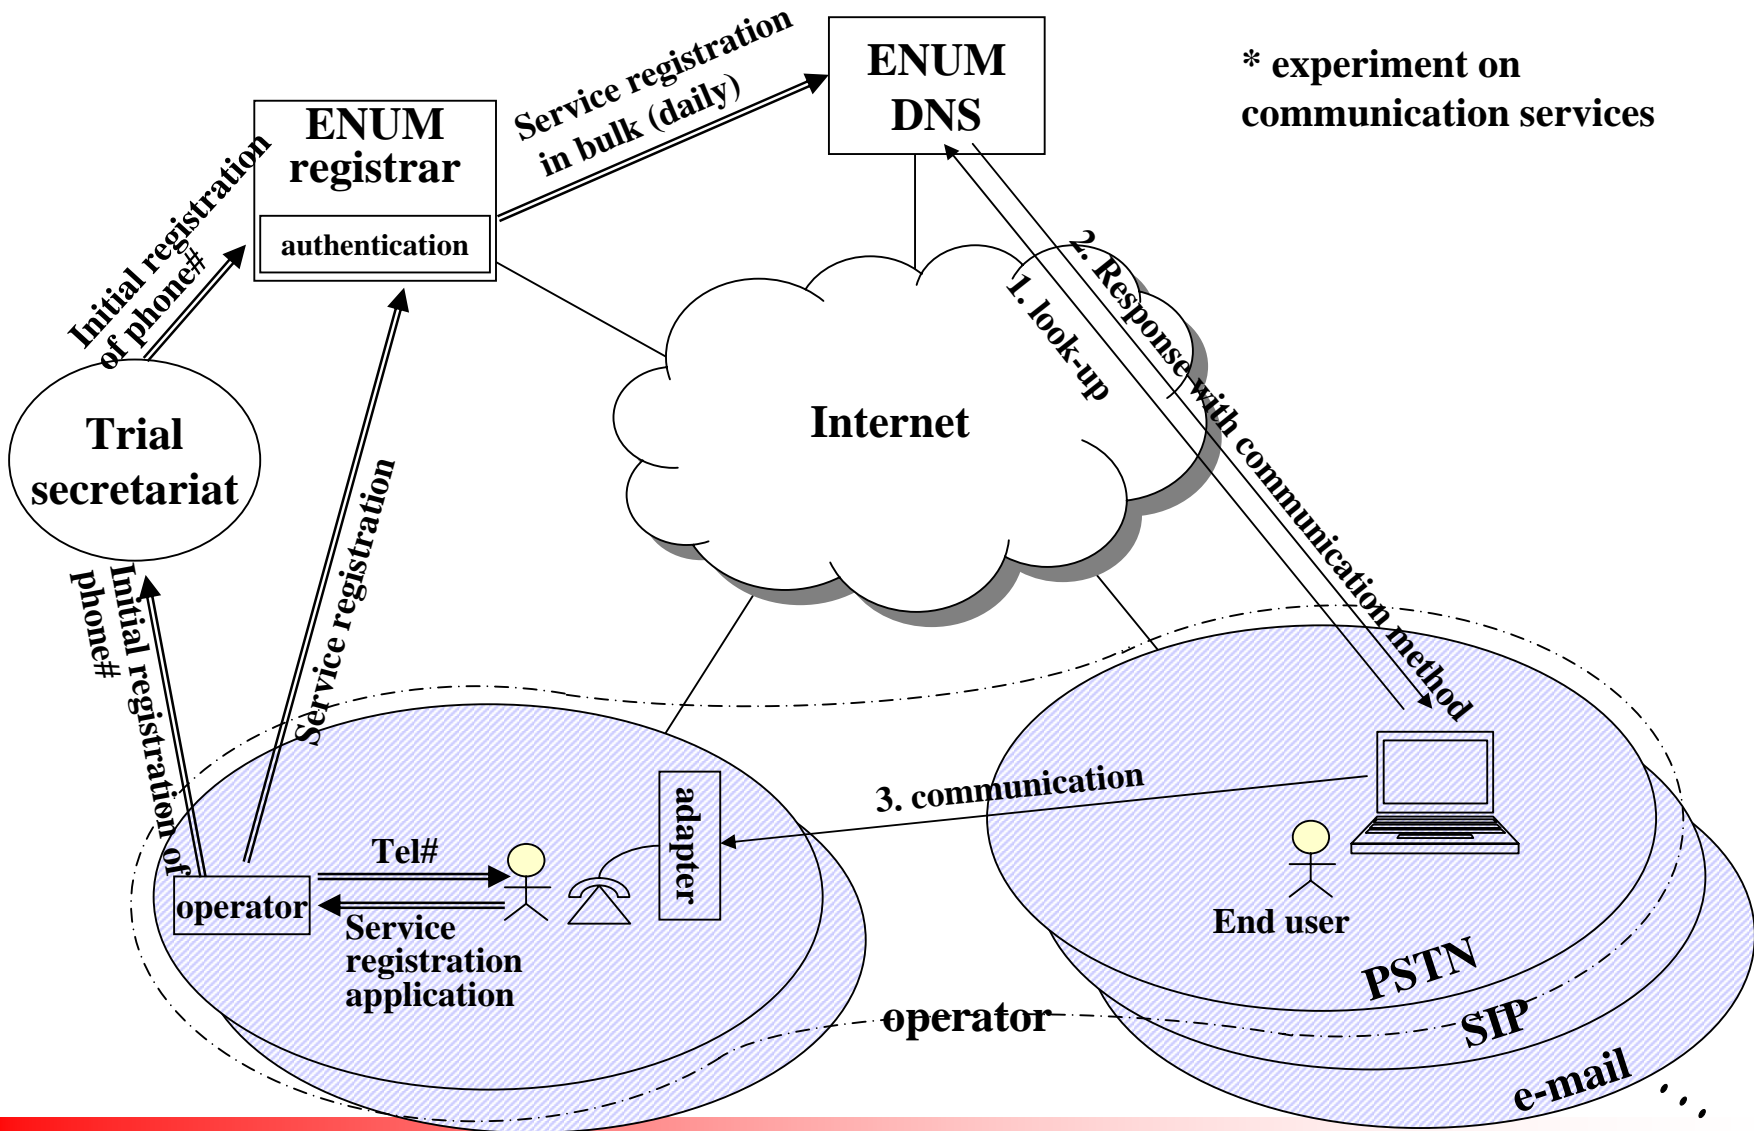 Service registration
in bulk (daily)
ENUM
DNS
* experiment on
communication services
ENUM
registrar
authentication
Initial registration
of phone#
2. Response with communication method
1. look-up
Internet
Trial
secretariat
Service registration
Initial registration of
phone#
3. communication
adapter
Tel#
operator
Service
registration
application
End user
PSTN
SIP
e-mail
...
operator